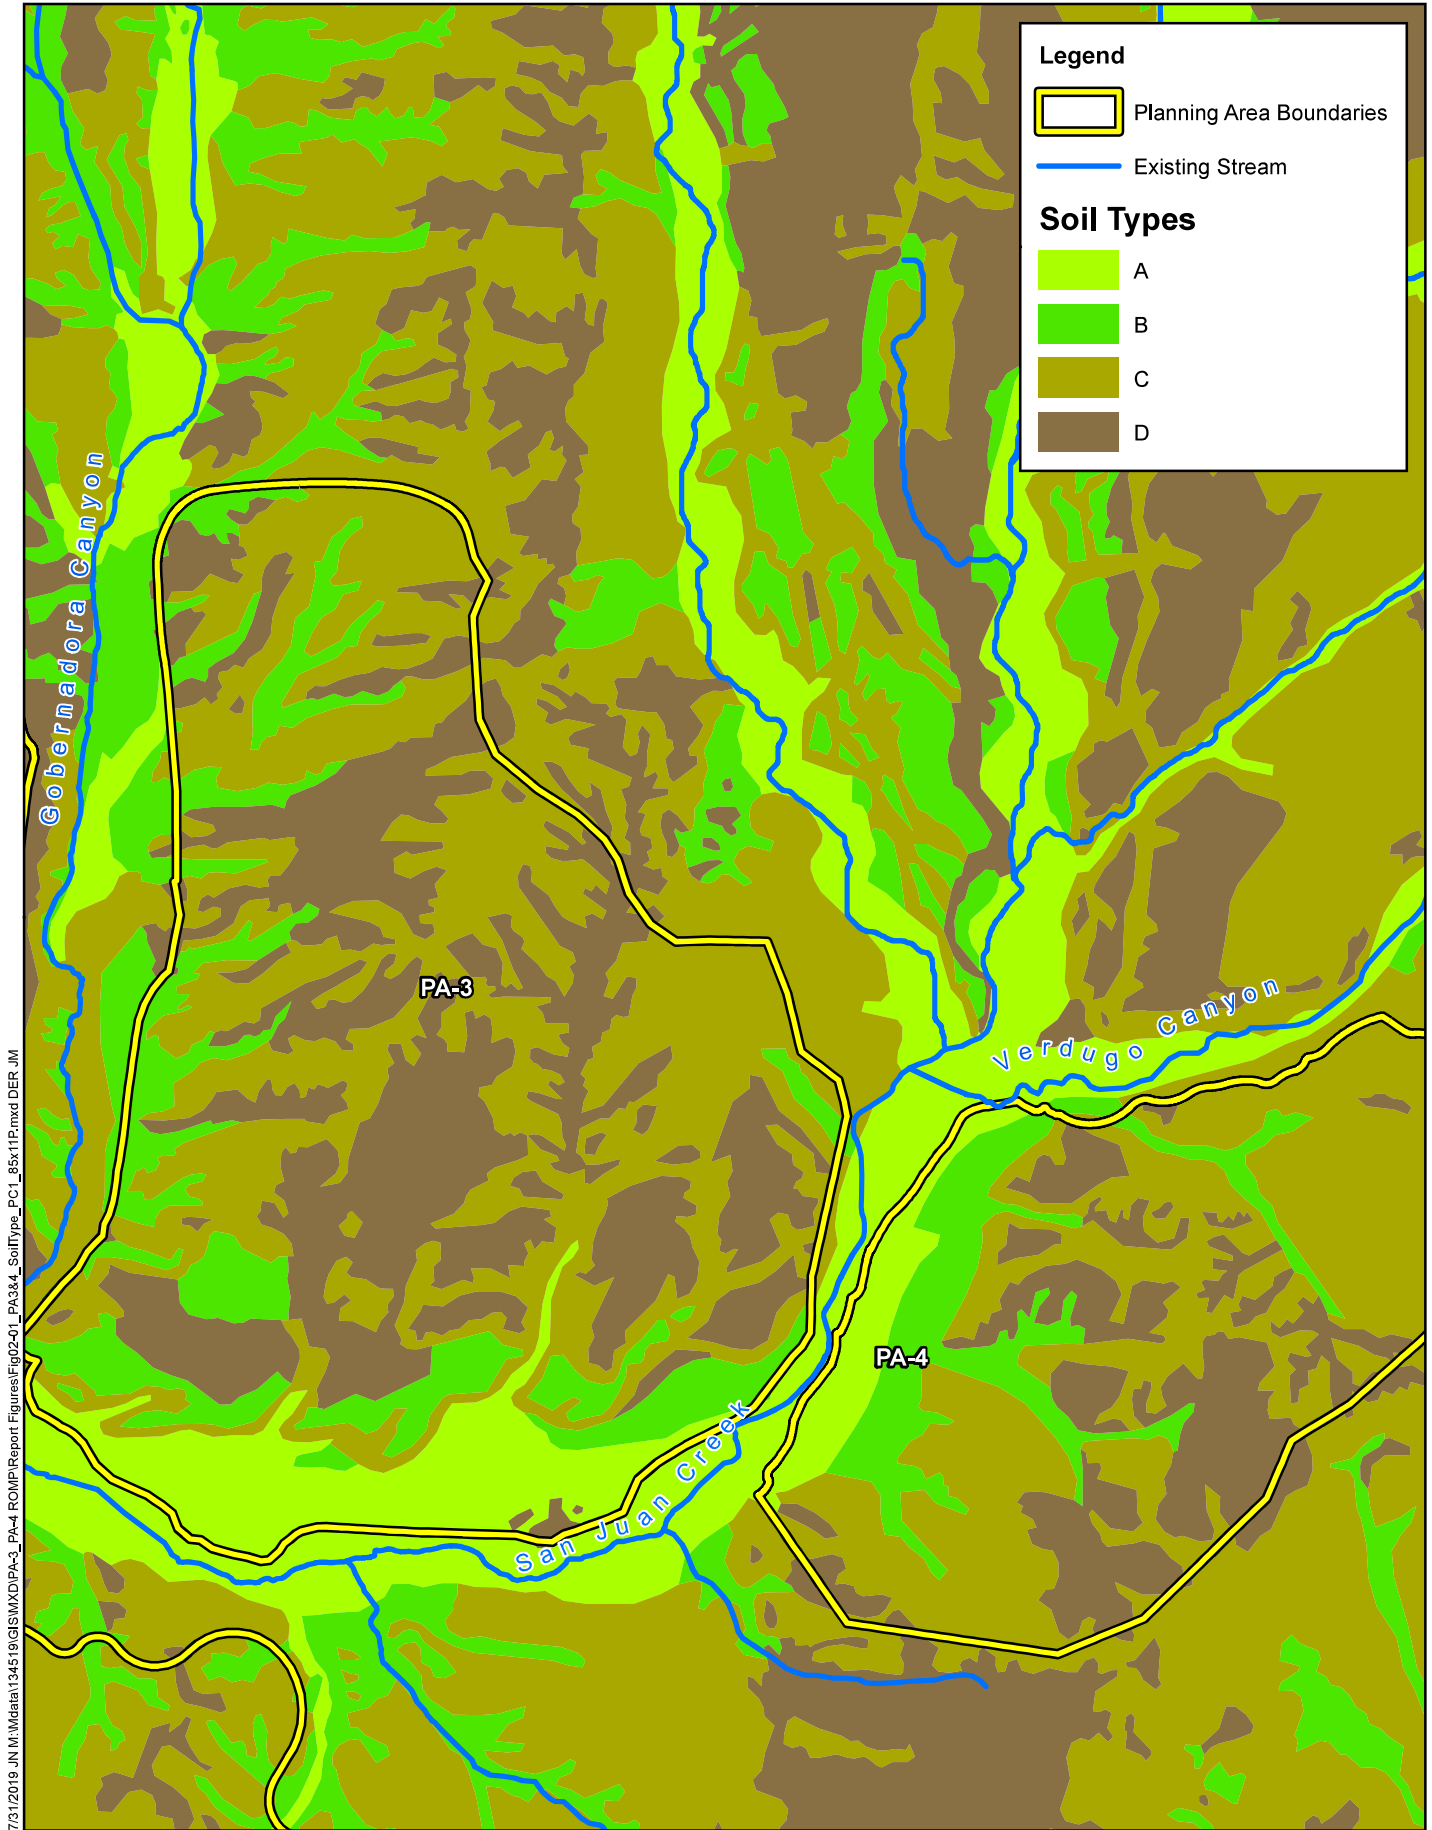 Legend
Planning Area Boundaries
Existing Stream
Soil Types
A
B
C
D
Gobernadora Canyon
PA-3
Verdugo Canyon
PA-4
San Juan Creek
7/31/2019 JN M:\Mdata\134519\GIS\MXD\PA-3_PA-4 ROMP\Report Figures\Fig02-01_PA3&4_SoilType_PC1_85x11P.mxd DER JM